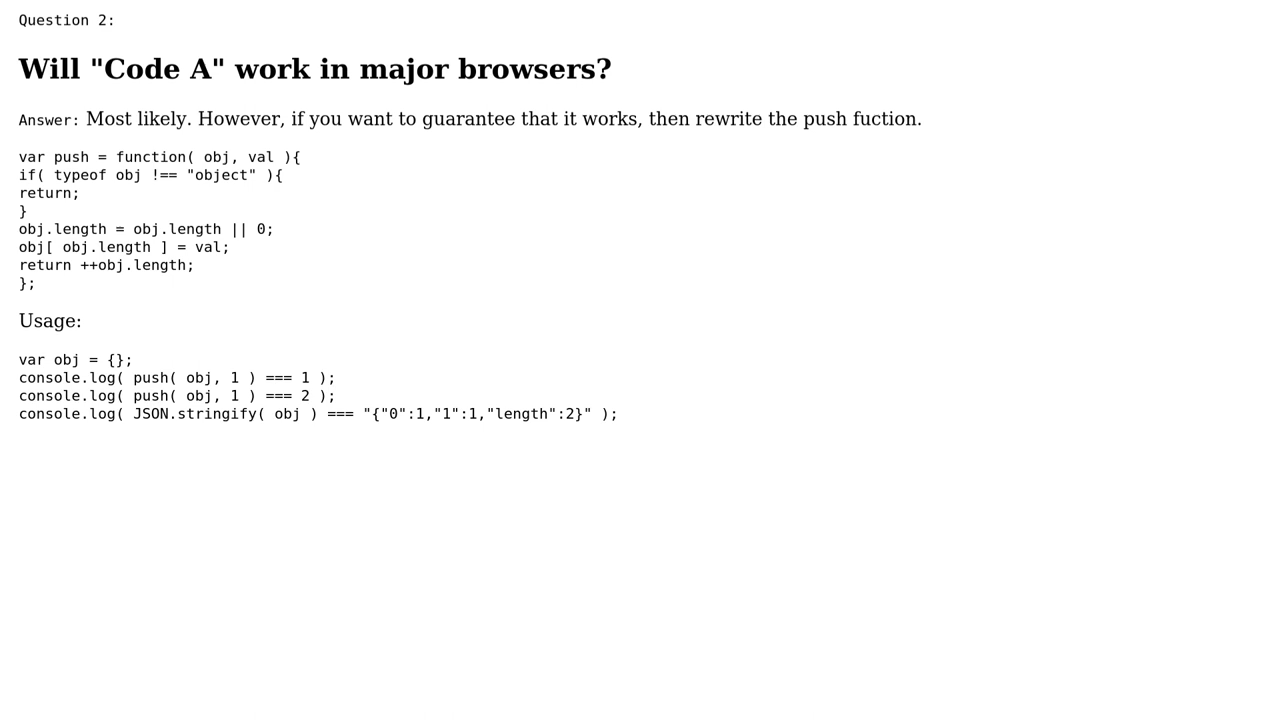 Question 2:
Will "Code A" work in major browsers?
Answer: Most likely. However, if you want to guarantee that it works, then rewrite the push fuction.
var push = function( obj, val ){
if( typeof obj !== "object" ){
return;
}
obj.length = obj.length || 0;
obj[ obj.length ] = val;
return ++obj.length;
};
Usage:
var obj = {};
console.log( push( obj, 1 ) === 1 );
console.log( push( obj, 1 ) === 2 );
console.log( JSON.stringify( obj ) === "{"0":1,"1":1,"length":2}" );